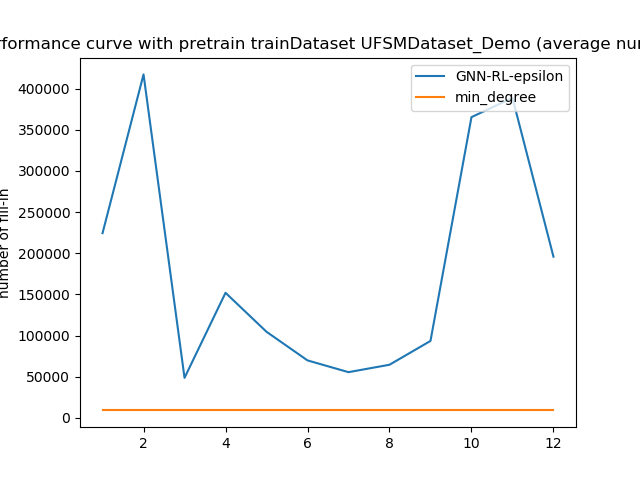 rformance curve with pretrain trainDataset UFSMDataset_Demo (average nu
GNN-RL-epsilon
min_degree
number of fill-in
400000
350000
300000
250000
200000
150000
100000
50000
0
2 4 6 8 10 12